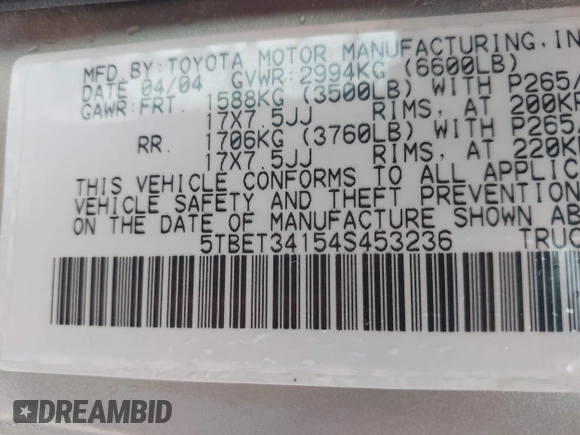 MFD. BY: TOYOTA MOTOR MANUFACTURING, IN
DATE 04/04 GVWR: 2994KG (6600LB)
GAWR: FRT. 1588KG (3500LB) WITH P265/
17X7.5JJ RIMS, AT 200K
RR. 1706KG (3760LB) WITH P265/
17X7.5JJ RIMS, AT 220K
THIS VEHICLE CONFORMS TO ALL APPLIC
VEHICLE SAFETY AND THEFT PREVENTION
ON THE DATE OF MANUFACTURE SHOWN AB
5TBET34154S453236 TRUC
DREAMBID